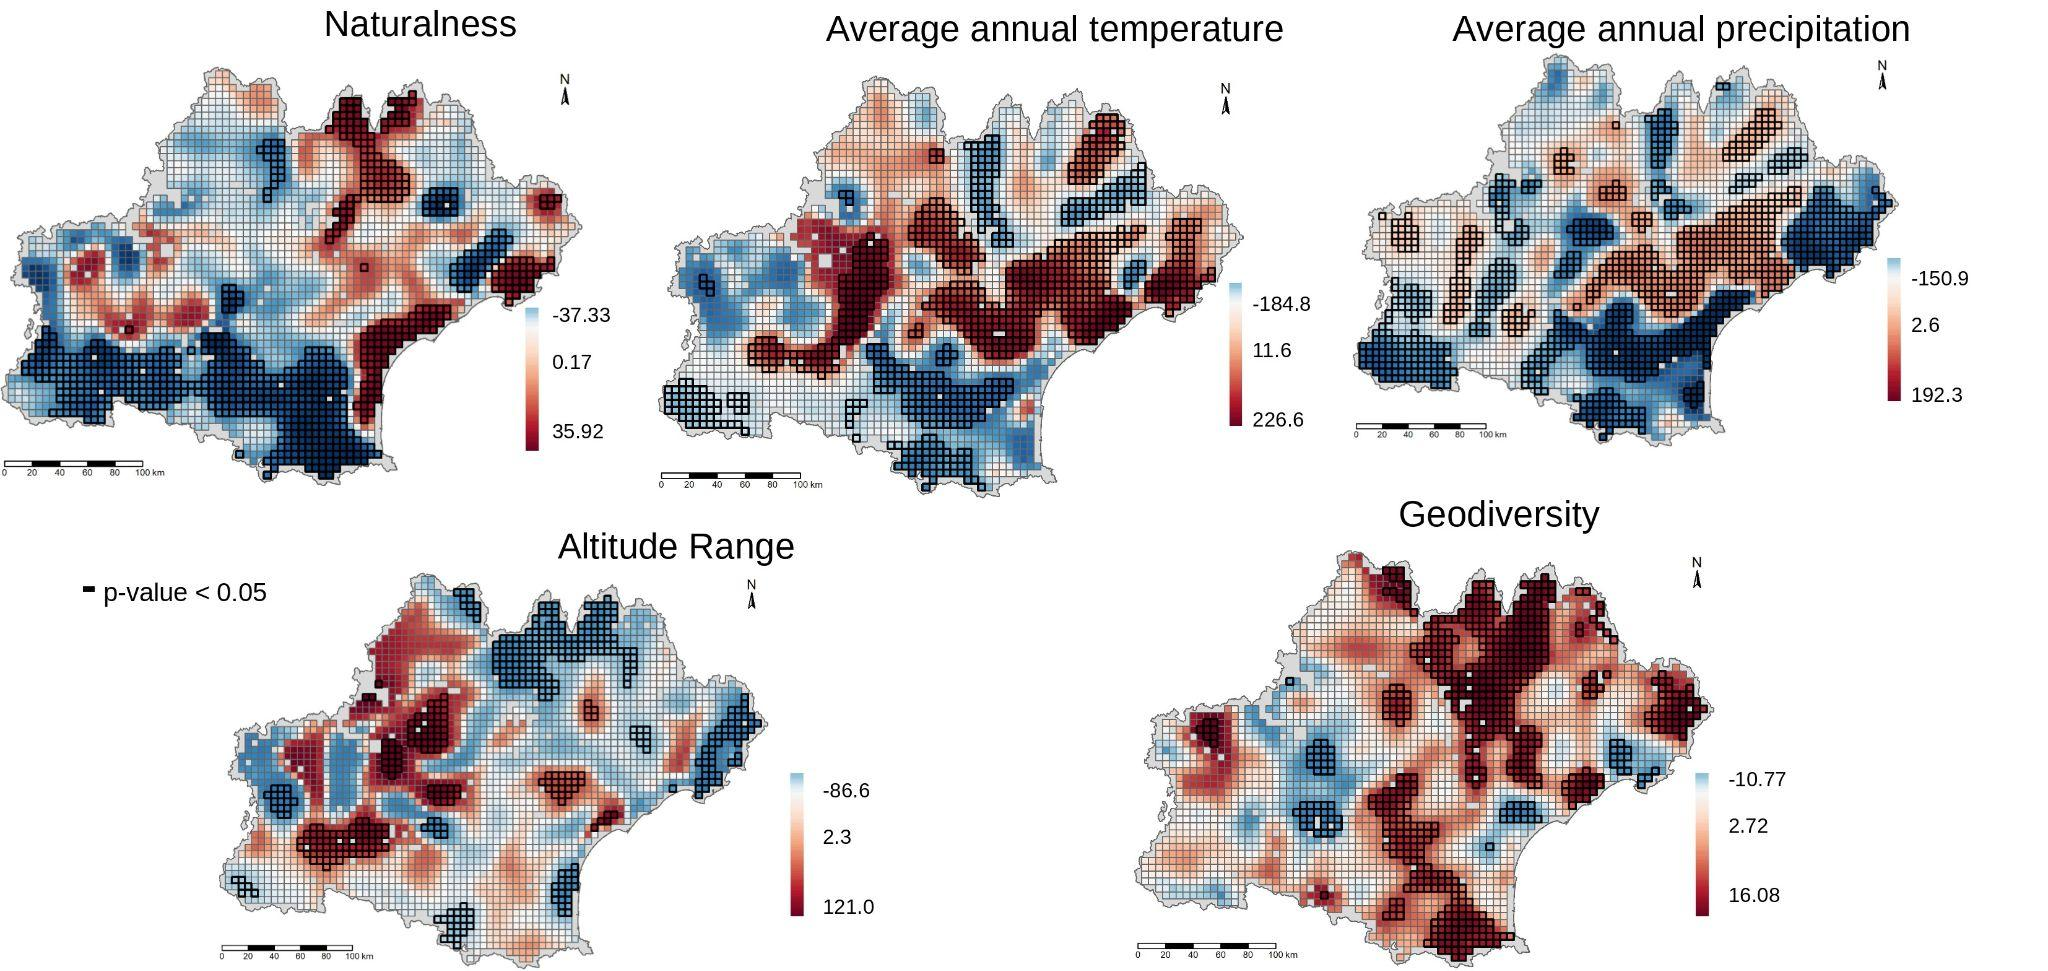 Naturalness
Average annual temperature
Average annual precipitation
N
N
N
-37.33
0.17
35.92
-184.8
11.6
226.6
-150.9
2.6
192.3
0 20 40 60 80 100 km
0 20 40 60 80 100 km
0 20 40 60 80 100 km
Altitude Range
Geodiversity
p-value < 0.05
N
N
-86.6
2.3
121.0
-10.77
2.72
16.08
0 20 40 60 80 100 km
0 20 40 60 80 100 km